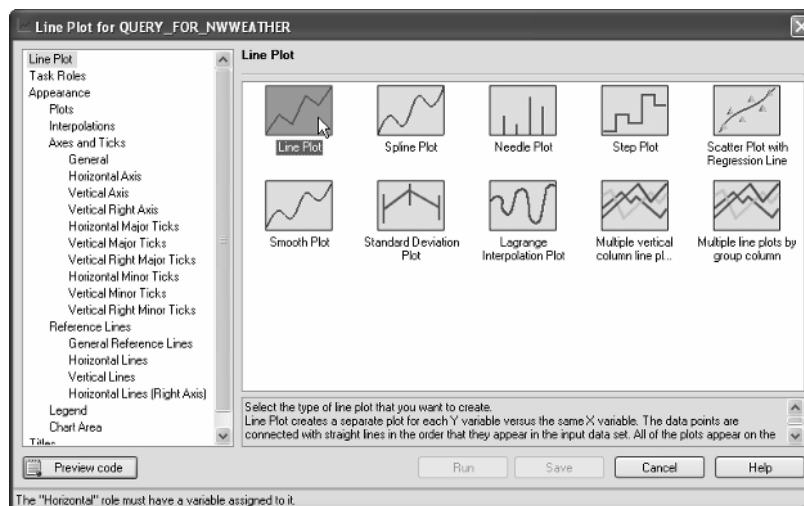 Line Plot for QUERY_FOR_NWWEATHER
Line Plot
Task Roles
Appearance
Plots
Interpolations
Axes and Ticks
General
Horizontal Axis
Vertical Axis
Vertical Right Axis
Horizontal Major Ticks
Vertical Major Ticks
Vertical Right Major Ticks
Horizontal Minor Ticks
Vertical Minor Ticks
Vertical Right Minor Ticks
Reference Lines
General Reference Lines
Horizontal Lines
Vertical Lines
Horizontal Lines (Right Axis)
Legend
Chart Area
Titles
Line Plot
Line Plot
Spline Plot
Needle Plot
Step Plot
Scatter Plot with
Regression Line
Smooth Plot
Standard Deviation
Plot
Lagrange
Interpolation Plot
Multiple vertical
column line pl...
Multiple line plots by
group column
Select the type of line plot that you want to create.
Line Plot creates a separate plot for each Y variable versus the same X variable. The data points are
connected with straight lines in the order that they appear in the input data set. All of the plots appear on the
Preview code
Run
Save
Cancel
Help
The "Horizontal" role must have a variable assigned to it.